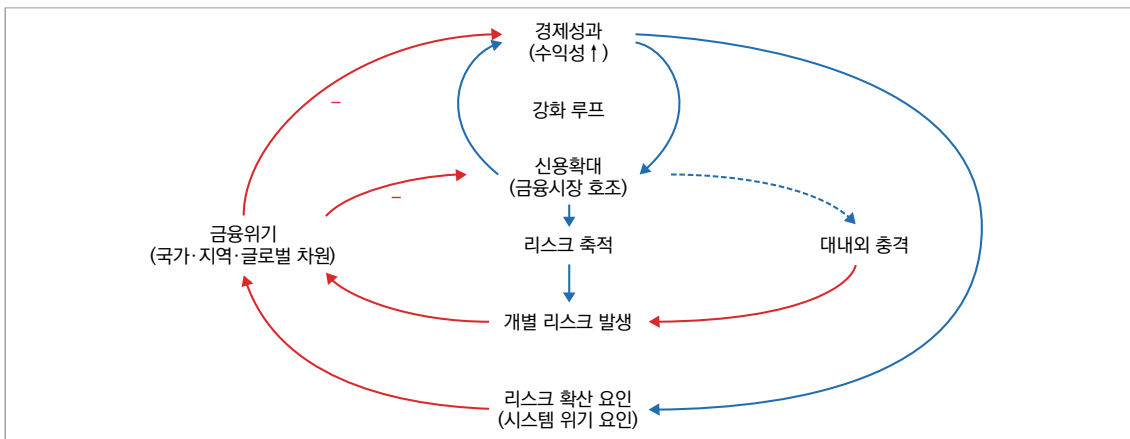 경제성과
(수익성↑)
–
강화 루프
신용확대
(금융시장 호조)
–
금융위기
(국가·지역·글로벌 차원)
리스크 축적
대내외 충격
개별 리스크 발생
리스크 확산 요인
(시스템 위기 요인)